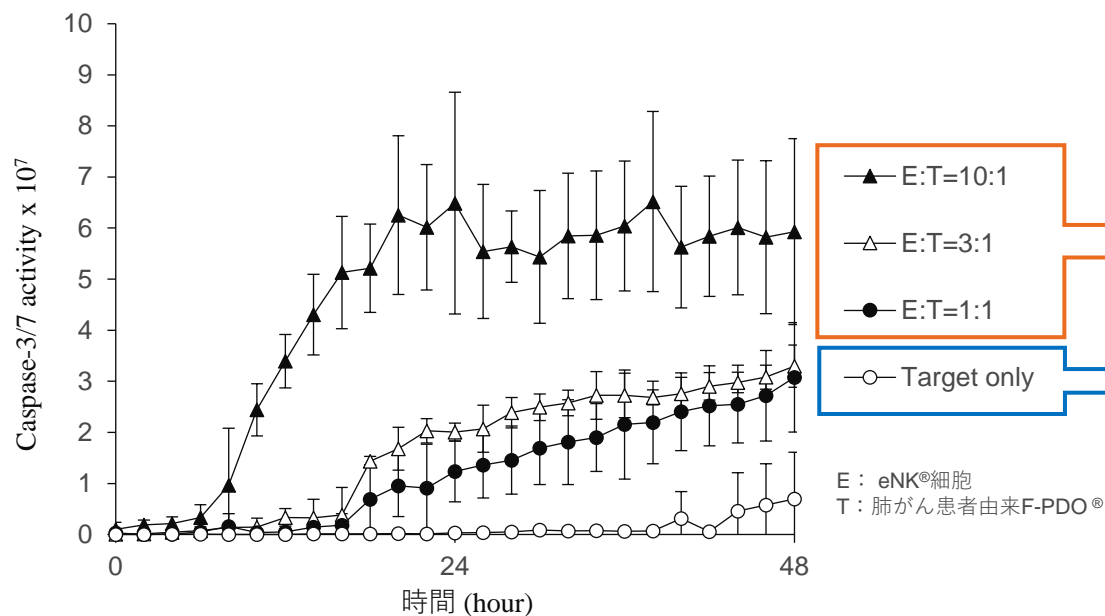 Caspase-3/7 activity x 10⁷
10
9
8
7
6
5
4
3
2
1
0
0
24
48
時間 (hour)
E:T=10:1
E:T=3:1
E:T=1:1
Target only
E： eNK®細胞
T：肺がん患者由来F-PDO ®